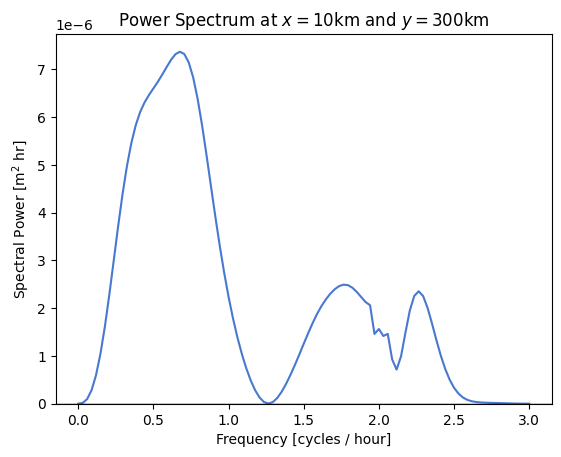 Power Spectrum at x = 10km and y = 300km
1e−6
7
6
5
4
3
2
1
0
Spectral Power [m² hr]
0.0 0.5 1.0 1.5 2.0 2.5 3.0
Frequency [cycles / hour]